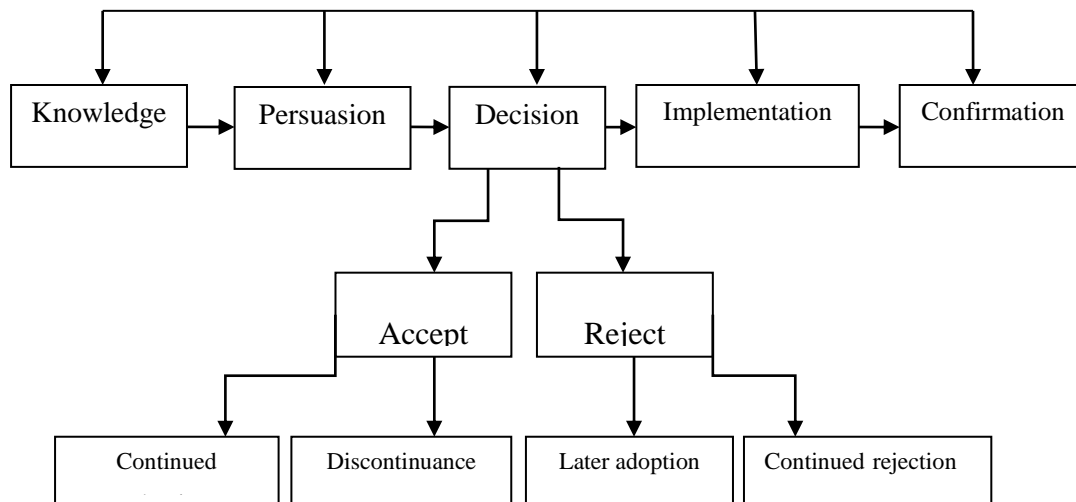 Knowledge
Persuasion
Decision
Implementation
Confirmation
Accept
Reject
Continued
Discontinuance
Later adoption
Continued rejection